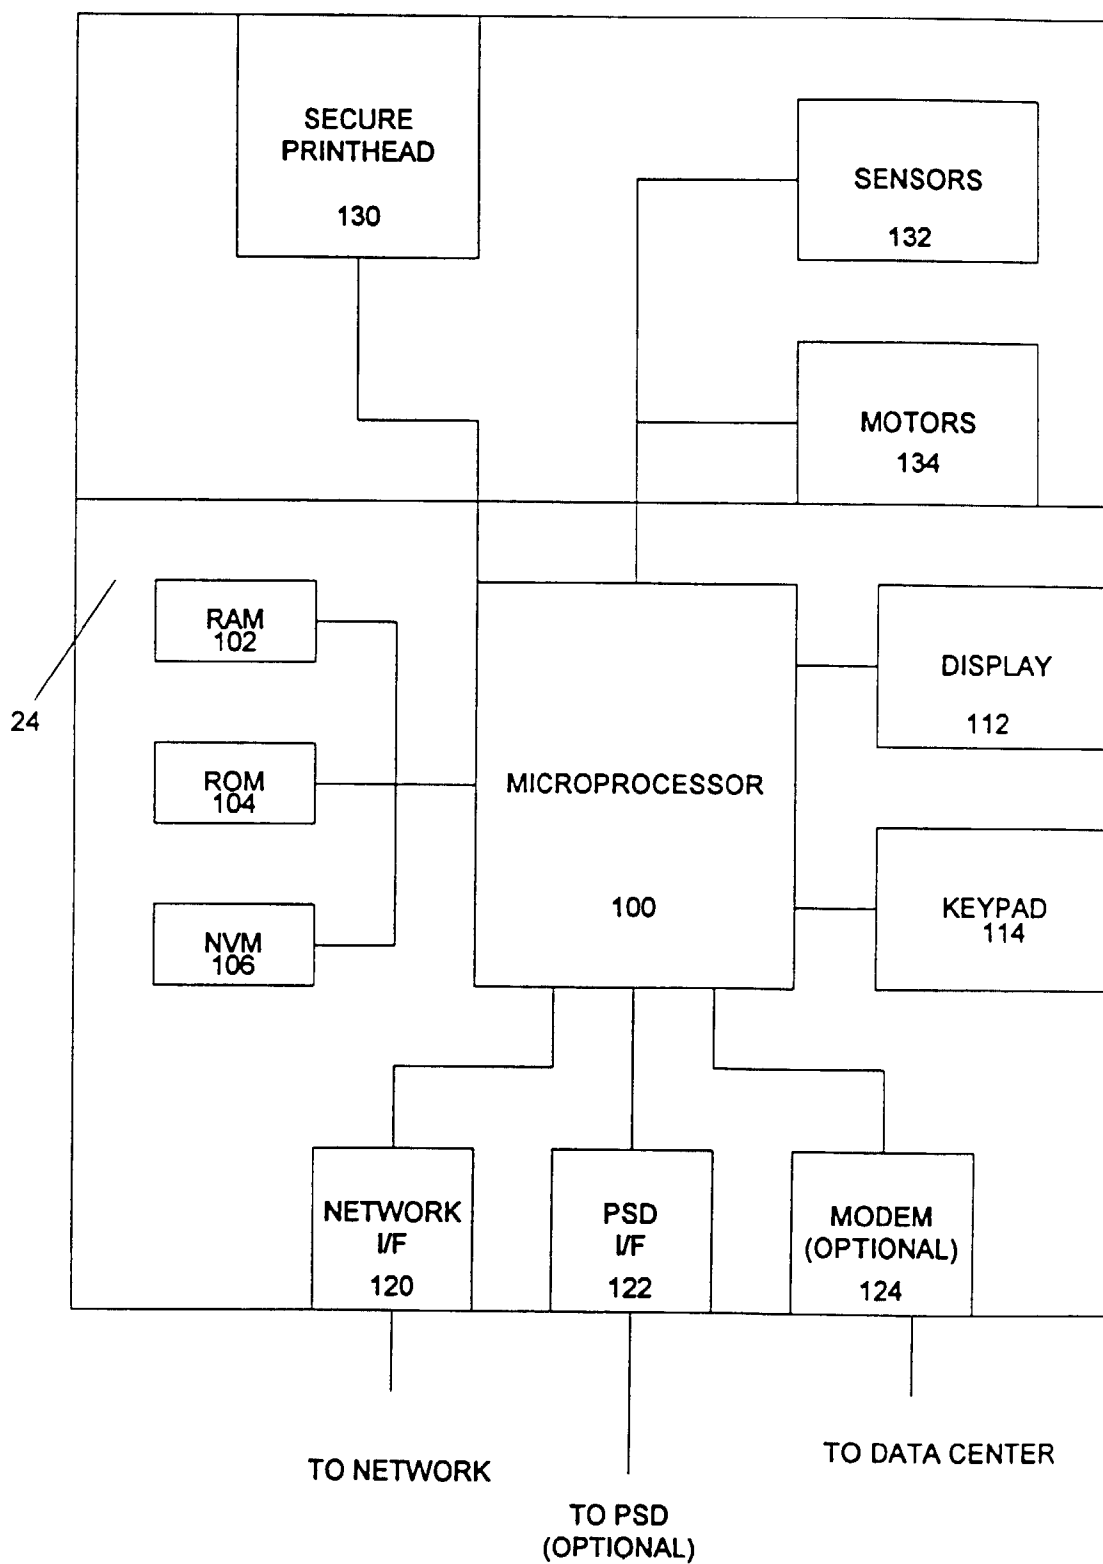 SECURE
PRINTHEAD
130
SENSORS
132
MOTORS
134
24
RAM
102
ROM
104
NVM
106
MICROPROCESSOR
100
DISPLAY
112
KEYPAD
114
NETWORK
I/F
120
PSD
I/F
122
MODEM
(OPTIONAL)
124
TO NETWORK
TO PSD
(OPTIONAL)
TO DATA CENTER